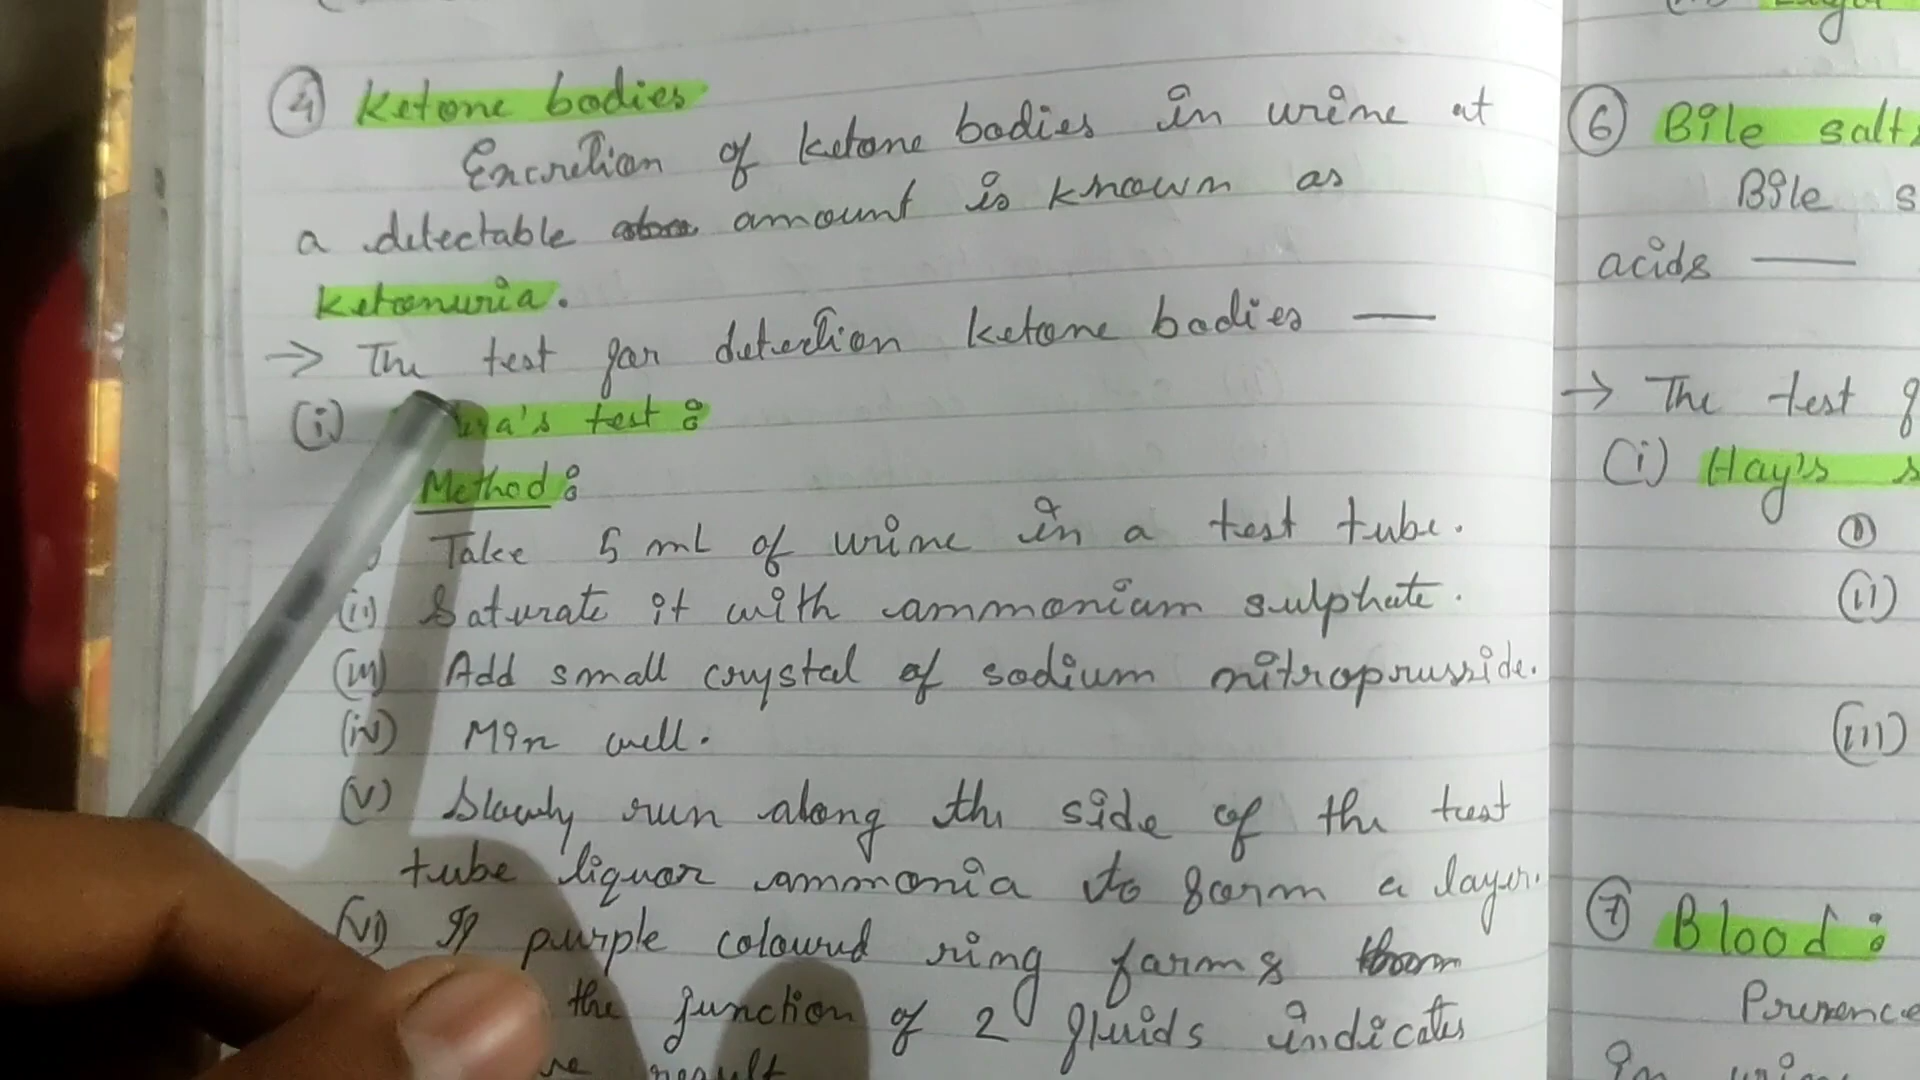 ④ Ketone bodies
Excretion of ketone bodies in urine at
a detectable amount is known as
Ketonuria.
→ The test for detection ketone bodies —
(i) test :
Method :
Take 5 ml of urine in a test tube.
(ii) Saturate it with ammonium sulphate.
(iii) Add small crystal of sodium nitroprusside.
(iv) Mix well.
(v) Slowly run along the side of the test
tube liquor ammonia to form a layer.
(vi) If purple coloured ring forms
the junction of 2 fluids indicates
result
⑥ Bile salts
Bile
acids —
→ The test
(i) Hay's
(i)
(ii)
(iii)
⑦ Blood :
Presence
In